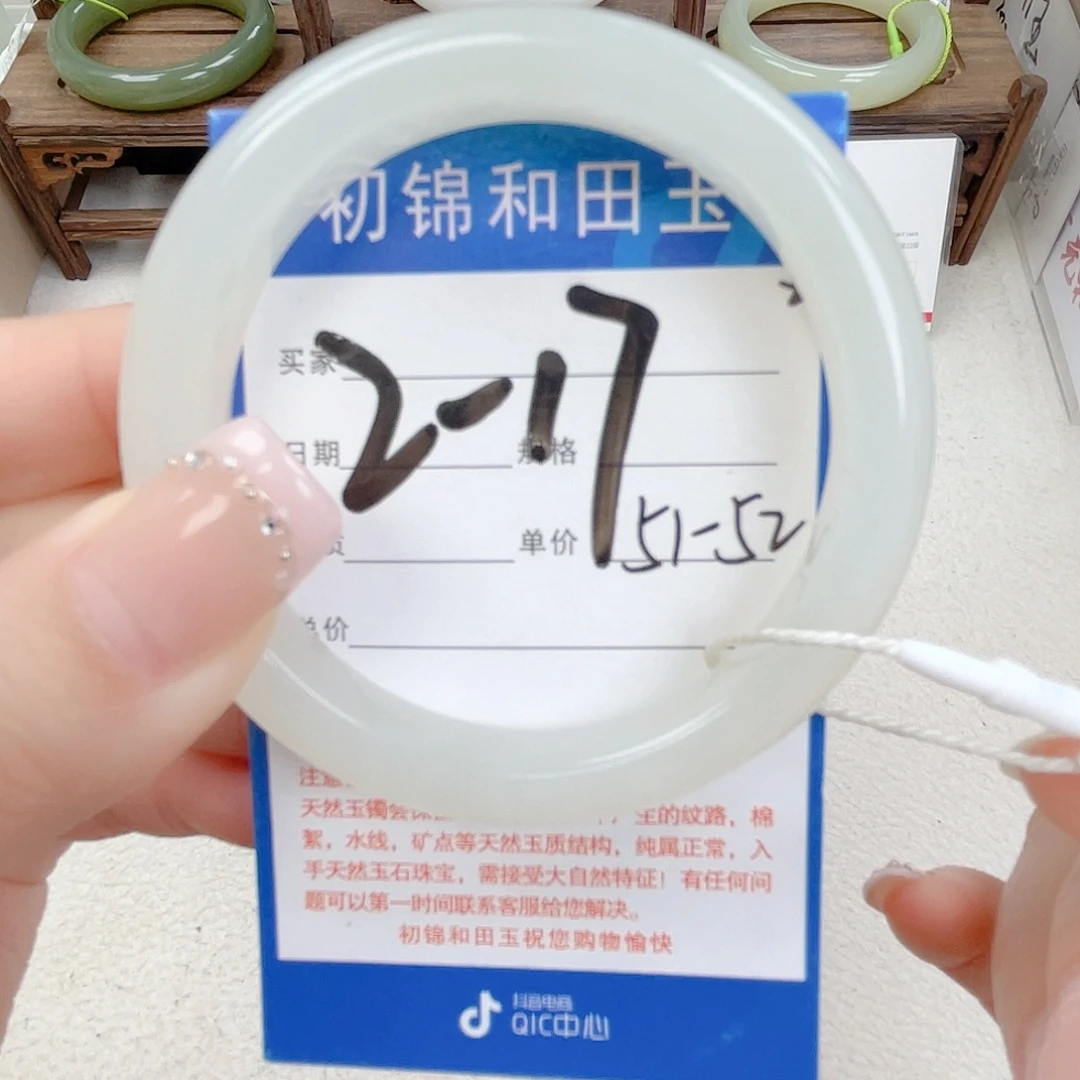 初锦和田玉
2-17
买家
日期 规格
单价 51-52
总价
天然玉镯会 生的纹路，棉
絮，水线，矿点等天然玉质结构，纯属正常，入
手天然玉石珠宝，需接受大自然特征！有任何问
题可以第一时间联系客服给您解决。
初锦和田玉祝您购物愉快
抖音电商
QIC中心